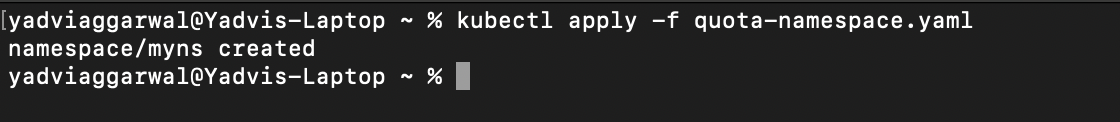 [yadviaggarwal@Yadvis-Laptop ~ % kubectl apply -f quota-namespace.yaml
namespace/myns created
yadviaggarwal@Yadvis-Laptop ~ %